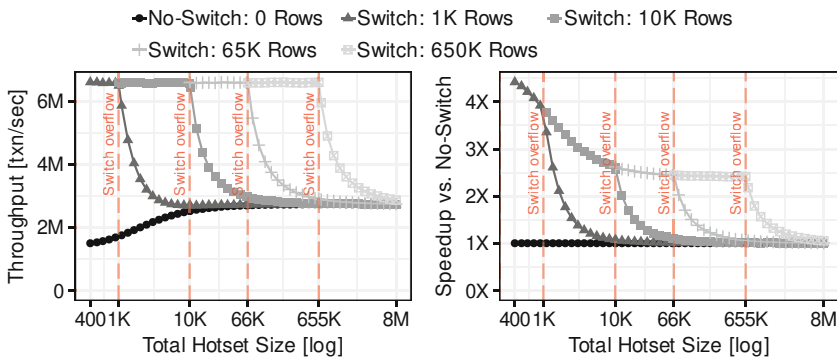 No-Switch: 0 Rows Switch: 1K Rows Switch: 10K Rows
Switch: 65K Rows Switch: 650K Rows
Throughput [txn/sec]
6M
4M
2M
0
Switch overflow
Switch overflow
Switch overflow
Switch overflow
400 1K 10K 66K 655K 8M
Total Hotset Size [log]
Speedup vs. No-Switch
4X
3X
2X
1X
0X
Switch overflow
Switch overflow
Switch overflow
Switch overflow
400 1K 10K 66K 655K 8M
Total Hotset Size [log]